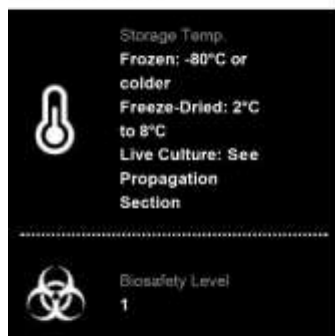 Storage Temp.
Frozen: -80°C or
colder
Freeze-Dried: 2°C
to 8°C
Live Culture: See
Propagation
Section
Biosafety Level
1